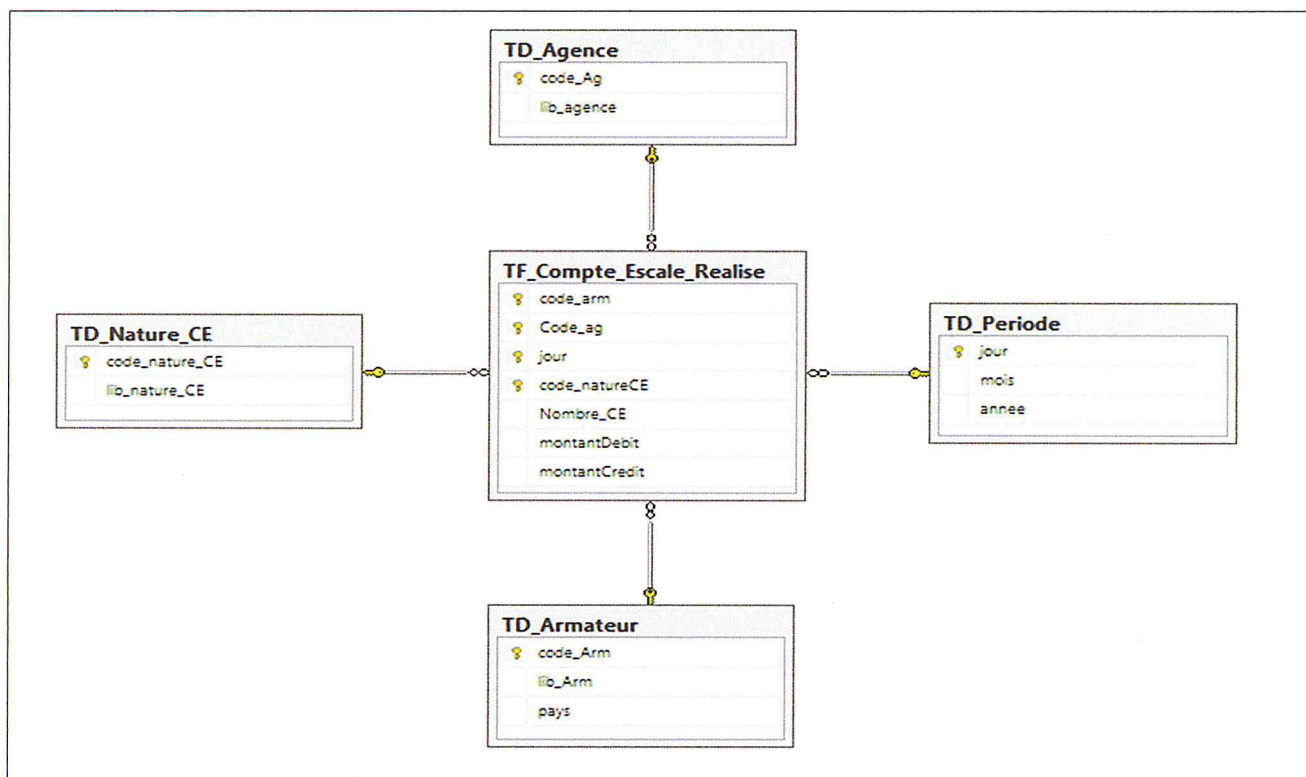 TD_Agence
code_Ag
lib_agence
TF_Compte_Escale_Realise
code_arm
Code_ag
jour
code_natureCE
Nombre_CE
montantDebit
montantCredit
TD_Nature_CE
code_nature_CE
lib_nature_CE
TD_Periode
jour
mois
annee
TD_Armateur
code_Arm
lib_Arm
pays